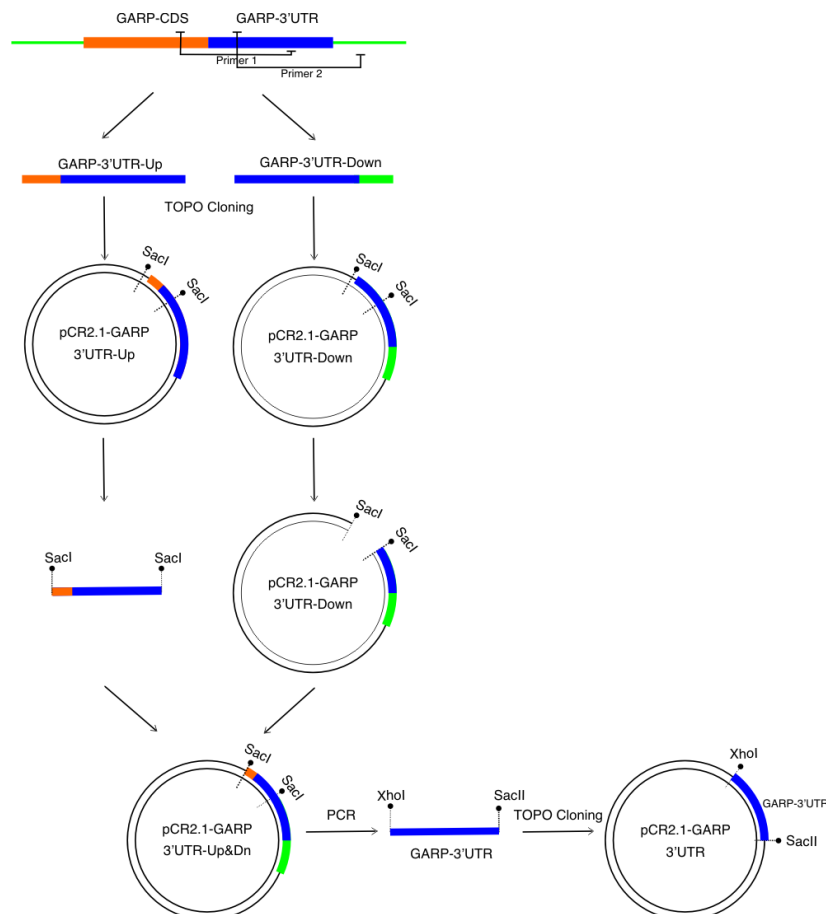 GARP-CDS GARP-3'UTR
Primer 1
Primer 2
GARP-3'UTR-Up
GARP-3'UTR-Down
TOPO Cloning
SacI
SacI
pCR2.1-GARP
3'UTR-Up
SacI
SacI
pCR2.1-GARP
3'UTR-Down
SacI SacI
SacI
SacI
pCR2.1-GARP
3'UTR-Down
SacI
SacI
pCR2.1-GARP
3'UTR-Up&Dn
PCR
XhoI SacII
GARP-3'UTR
TOPO Cloning
XhoI
GARP-3'UTR
SacII
pCR2.1-GARP
3'UTR